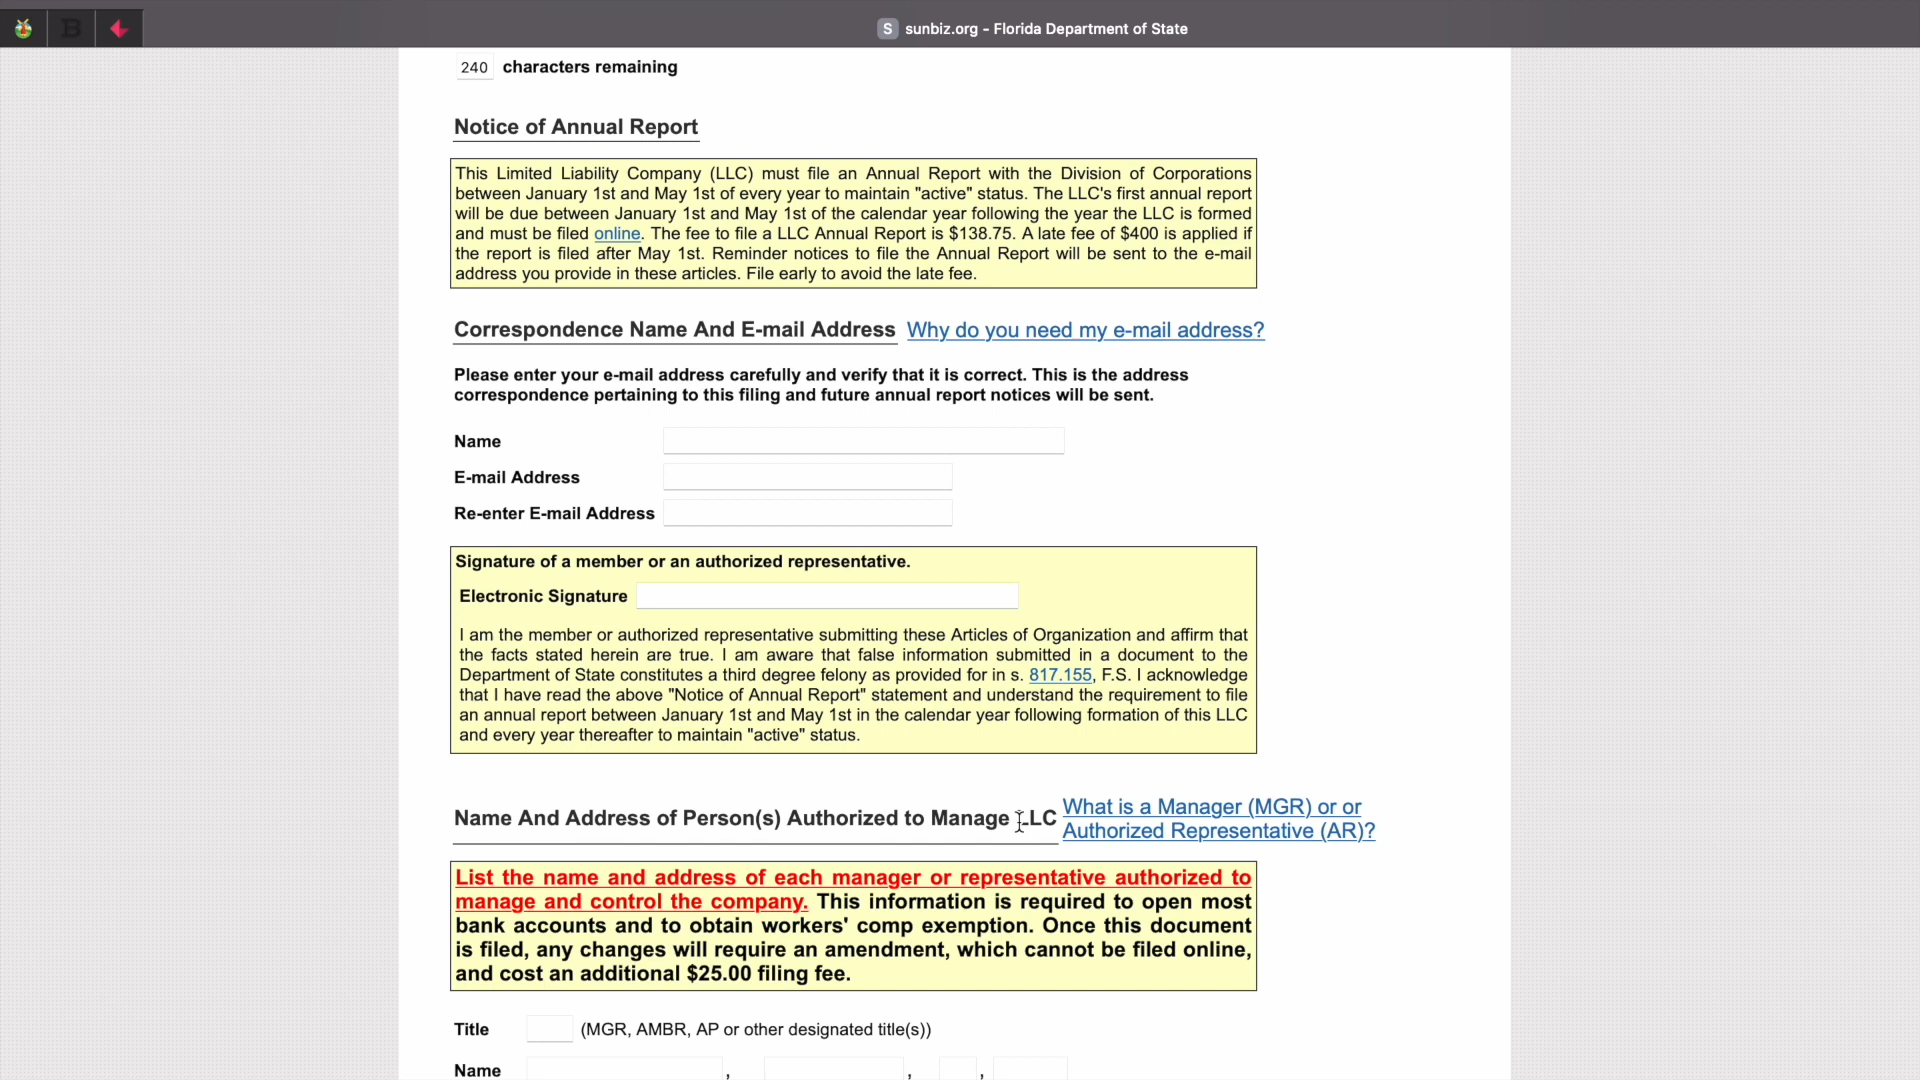 B
S sunbiz.org - Florida Department of State
240 characters remaining
Notice of Annual Report
This Limited Liability Company (LLC) must file an Annual Report with the Division of Corporations
between January 1st and May 1st of every year to maintain "active" status. The LLC's first annual report
will be due between January 1st and May 1st of the calendar year following the year the LLC is formed
and must be filed online. The fee to file a LLC Annual Report is $138.75. A late fee of $400 is applied if
the report is filed after May 1st. Reminder notices to file the Annual Report will be sent to the e-mail
address you provide in these articles. File early to avoid the late fee.
Correspondence Name And E-mail Address Why do you need my e-mail address?
Please enter your e-mail address carefully and verify that it is correct. This is the address
correspondence pertaining to this filing and future annual report notices will be sent.
Name
E-mail Address
Re-enter E-mail Address
Signature of a member or an authorized representative.
Electronic Signature
I am the member or authorized representative submitting these Articles of Organization and affirm that
the facts stated herein are true. I am aware that false information submitted in a document to the
Department of State constitutes a third degree felony as provided for in s. 817.155, F.S. I acknowledge
that I have read the above "Notice of Annual Report" statement and understand the requirement to file
an annual report between January 1st and May 1st in the calendar year following formation of this LLC
and every year thereafter to maintain "active" status.
Name And Address of Person(s) Authorized to Manage LLC
What is a Manager (MGR) or or
Authorized Representative (AR)?
List the name and address of each manager or representative authorized to
manage and control the company. This information is required to open most
bank accounts and to obtain workers' comp exemption. Once this document
is filed, any changes will require an amendment, which cannot be filed online,
and cost an additional $25.00 filing fee.
Title (MGR, AMBR, AP or other designated title(s))
Name , , ,